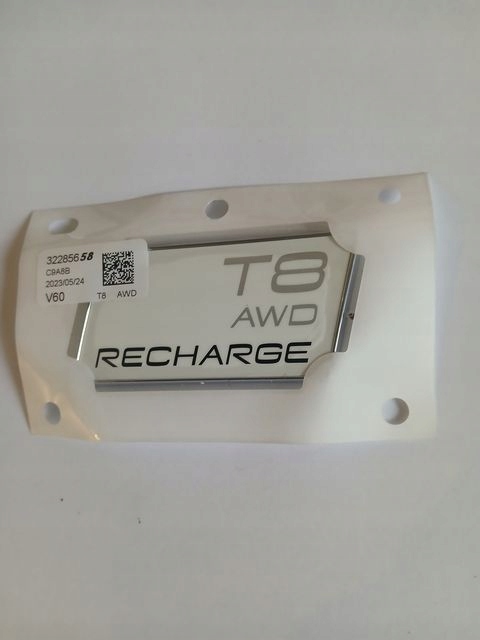 32285658
C9A8B
2023/05/24
V60 T8 AWD
T8
AWD
RECHARGE